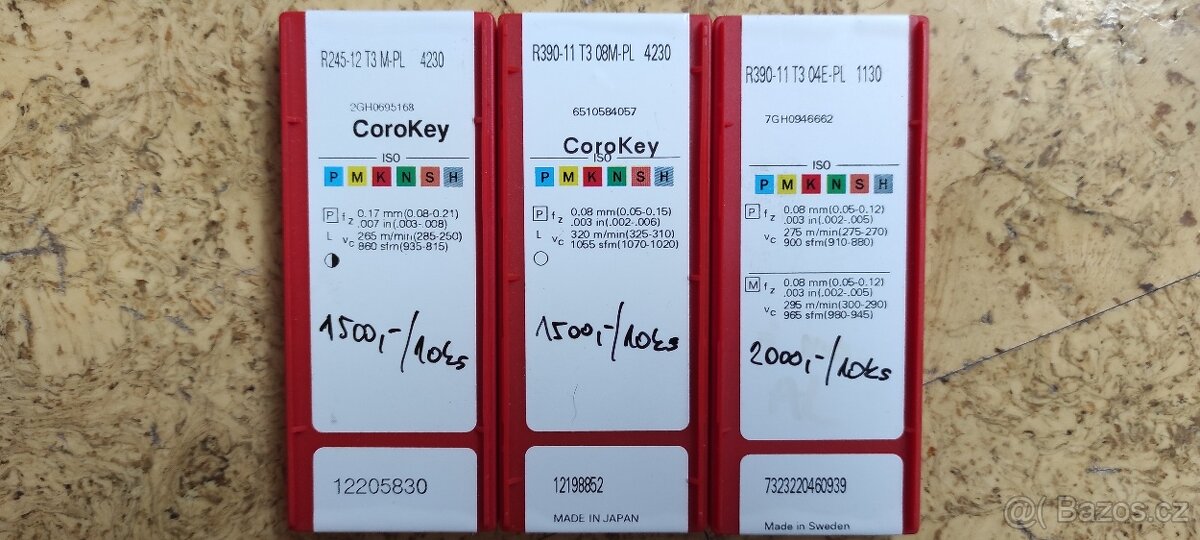 R245-12 T3 M-PL 4230
2GH0695168
CoroKey
ISO
P M K N S H
P fz 0.17 mm(0.08-0.21)
.007 in(.003-.008)
L vc 265 m/min(285-250)
860 sfm(935-815)
1500,-/10ks
12205830
R390-11 T3 08M-PL 4230
6510584057
CoroKey
ISO
P M K N S H
P fz 0.08 mm(0.05-0.15)
.003 in(.002-.006)
L vc 320 m/min(325-310)
1055 sfm(1070-1020)
1500,-/10ks
12198852
MADE IN JAPAN
R390-11 T3 04E-PL 1130
7GH0946662
ISO
P M K N S H
P fz 0.08 mm(0.05-0.12)
.003 in(.002-.005)
vc 275 m/min(275-270)
900 sfm(910-880)
M fz 0.08 mm(0.05-0.12)
.003 in(.002-.005)
vc 295 m/min(300-290)
965 sfm(980-945)
2000,-/10ks
7323220460939
Made in Sweden
@( Bazos.cz